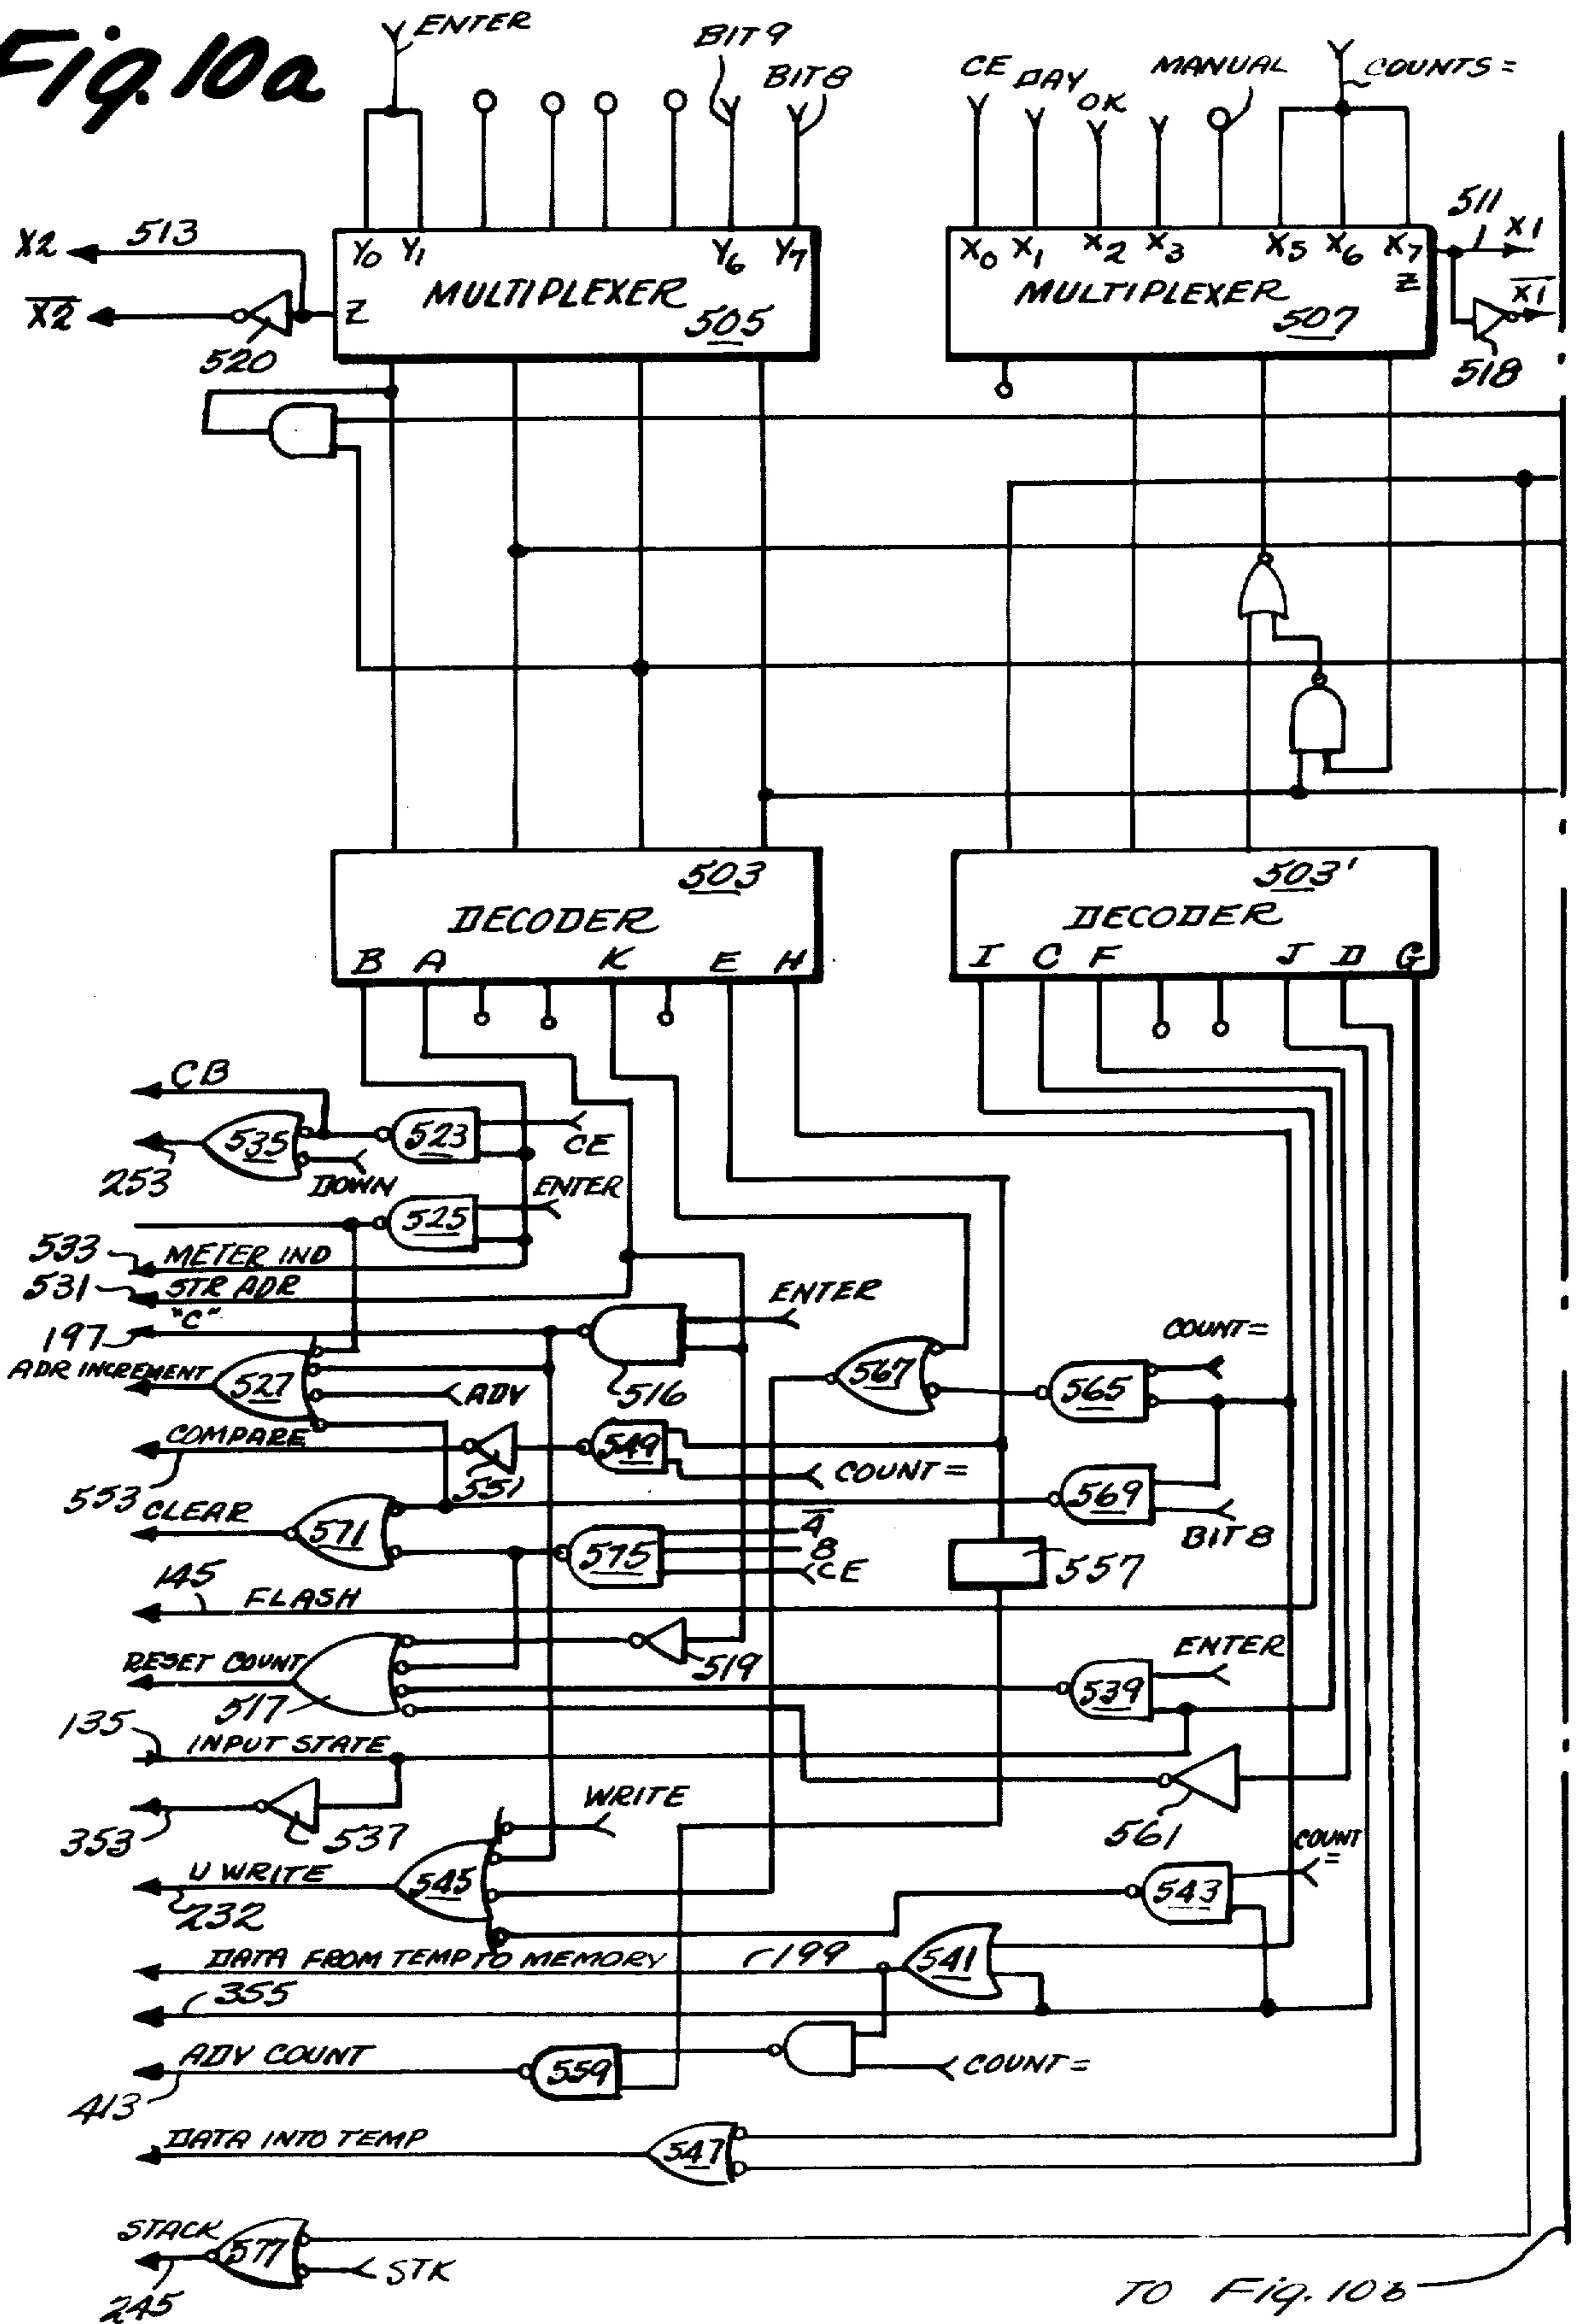 Fig. 10a
ENTER
BIT 9
BIT 8
CE
DAY
OK
MANUAL
COUNTS =
X2
513
X2
520
Y0 Y1 Y6 Y7
MULTIPLEXER
Z
505
X0 X1 X2 X3 X5 X6 X7
MULTIPLEXER
Z
507
511
X1
X1
518
503
DECODER
B A K E H
503'
DECODER
I C F J D G
CB
535
523
CE
253
DOWN
ENTER
525
533
METER IND
531
STR ADR
"C"
197
ENTER
516
COUNT =
ADR INCREMENT
527
ADV
567
565
COMPARE
551
549
COUNT =
553
CLEAR
571
575
4
8
CE
569
BIT 8
557
145
FLASH
519
RESET COUNT
517
ENTER
539
135
INPUT STATE
353
537
WRITE
561
COUNT =
U WRITE
545
232
543
DATA FROM TEMP TO MEMORY
199
541
355
ADV COUNT
559
COUNT =
413
DATA INTO TEMP
547
STACK
577
STK
245
TO Fig. 10b